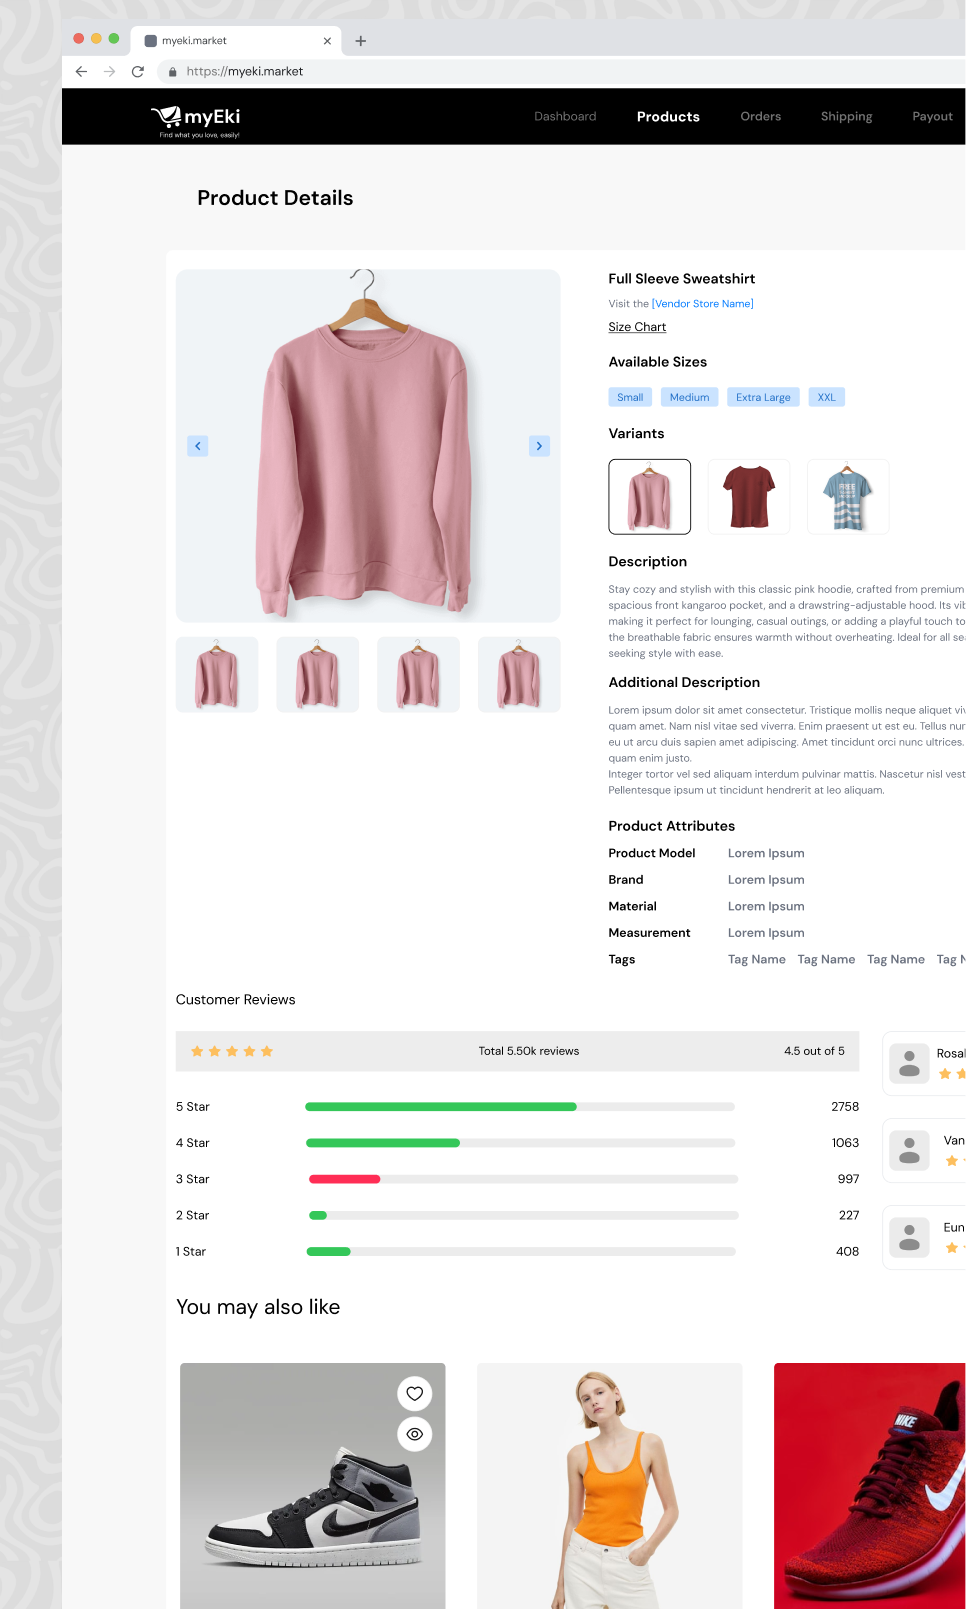 myeki.market
https://myeki.market
myEki
Find what you love, easily!
Dashboard Products Orders Shipping Payout
Product Details
Full Sleeve Sweatshirt
Visit the [Vendor Store Name]
Size Chart
Available Sizes
Small Medium Extra Large XXL
Variants
FREE
Description
Stay cozy and stylish with this classic pink hoodie, crafted from premium
spacious front kangaroo pocket, and a drawstring-adjustable hood. Its vib
making it perfect for lounging, casual outings, or adding a playful touch to
the breathable fabric ensures warmth without overheating. Ideal for all se
seeking style with ease.
Additional Description
Lorem ipsum dolor sit amet consectetur. Tristique mollis neque aliquet viv
quam amet. Nam nisl vitae sed viverra. Enim praesent ut est eu. Tellus nur
eu ut arcu duis sapien amet adipiscing. Amet tincidunt orci nunc ultrices.
quam enim justo.
Integer tortor vel sed aliquam interdum pulvinar mattis. Nascetur nisl vest
Pellentesque ipsum ut tincidunt hendrerit at leo aliquam.
Product Attributes
Product Model Lorem Ipsum
Brand Lorem Ipsum
Material Lorem Ipsum
Measurement Lorem Ipsum
Tags Tag Name Tag Name Tag Name Tag N
Customer Reviews
Total 5.50k reviews 4.5 out of 5
5 Star 2758
4 Star 1063
3 Star 997
2 Star 227
1 Star 408
Rosal
Van
Eun
You may also like
NIKE